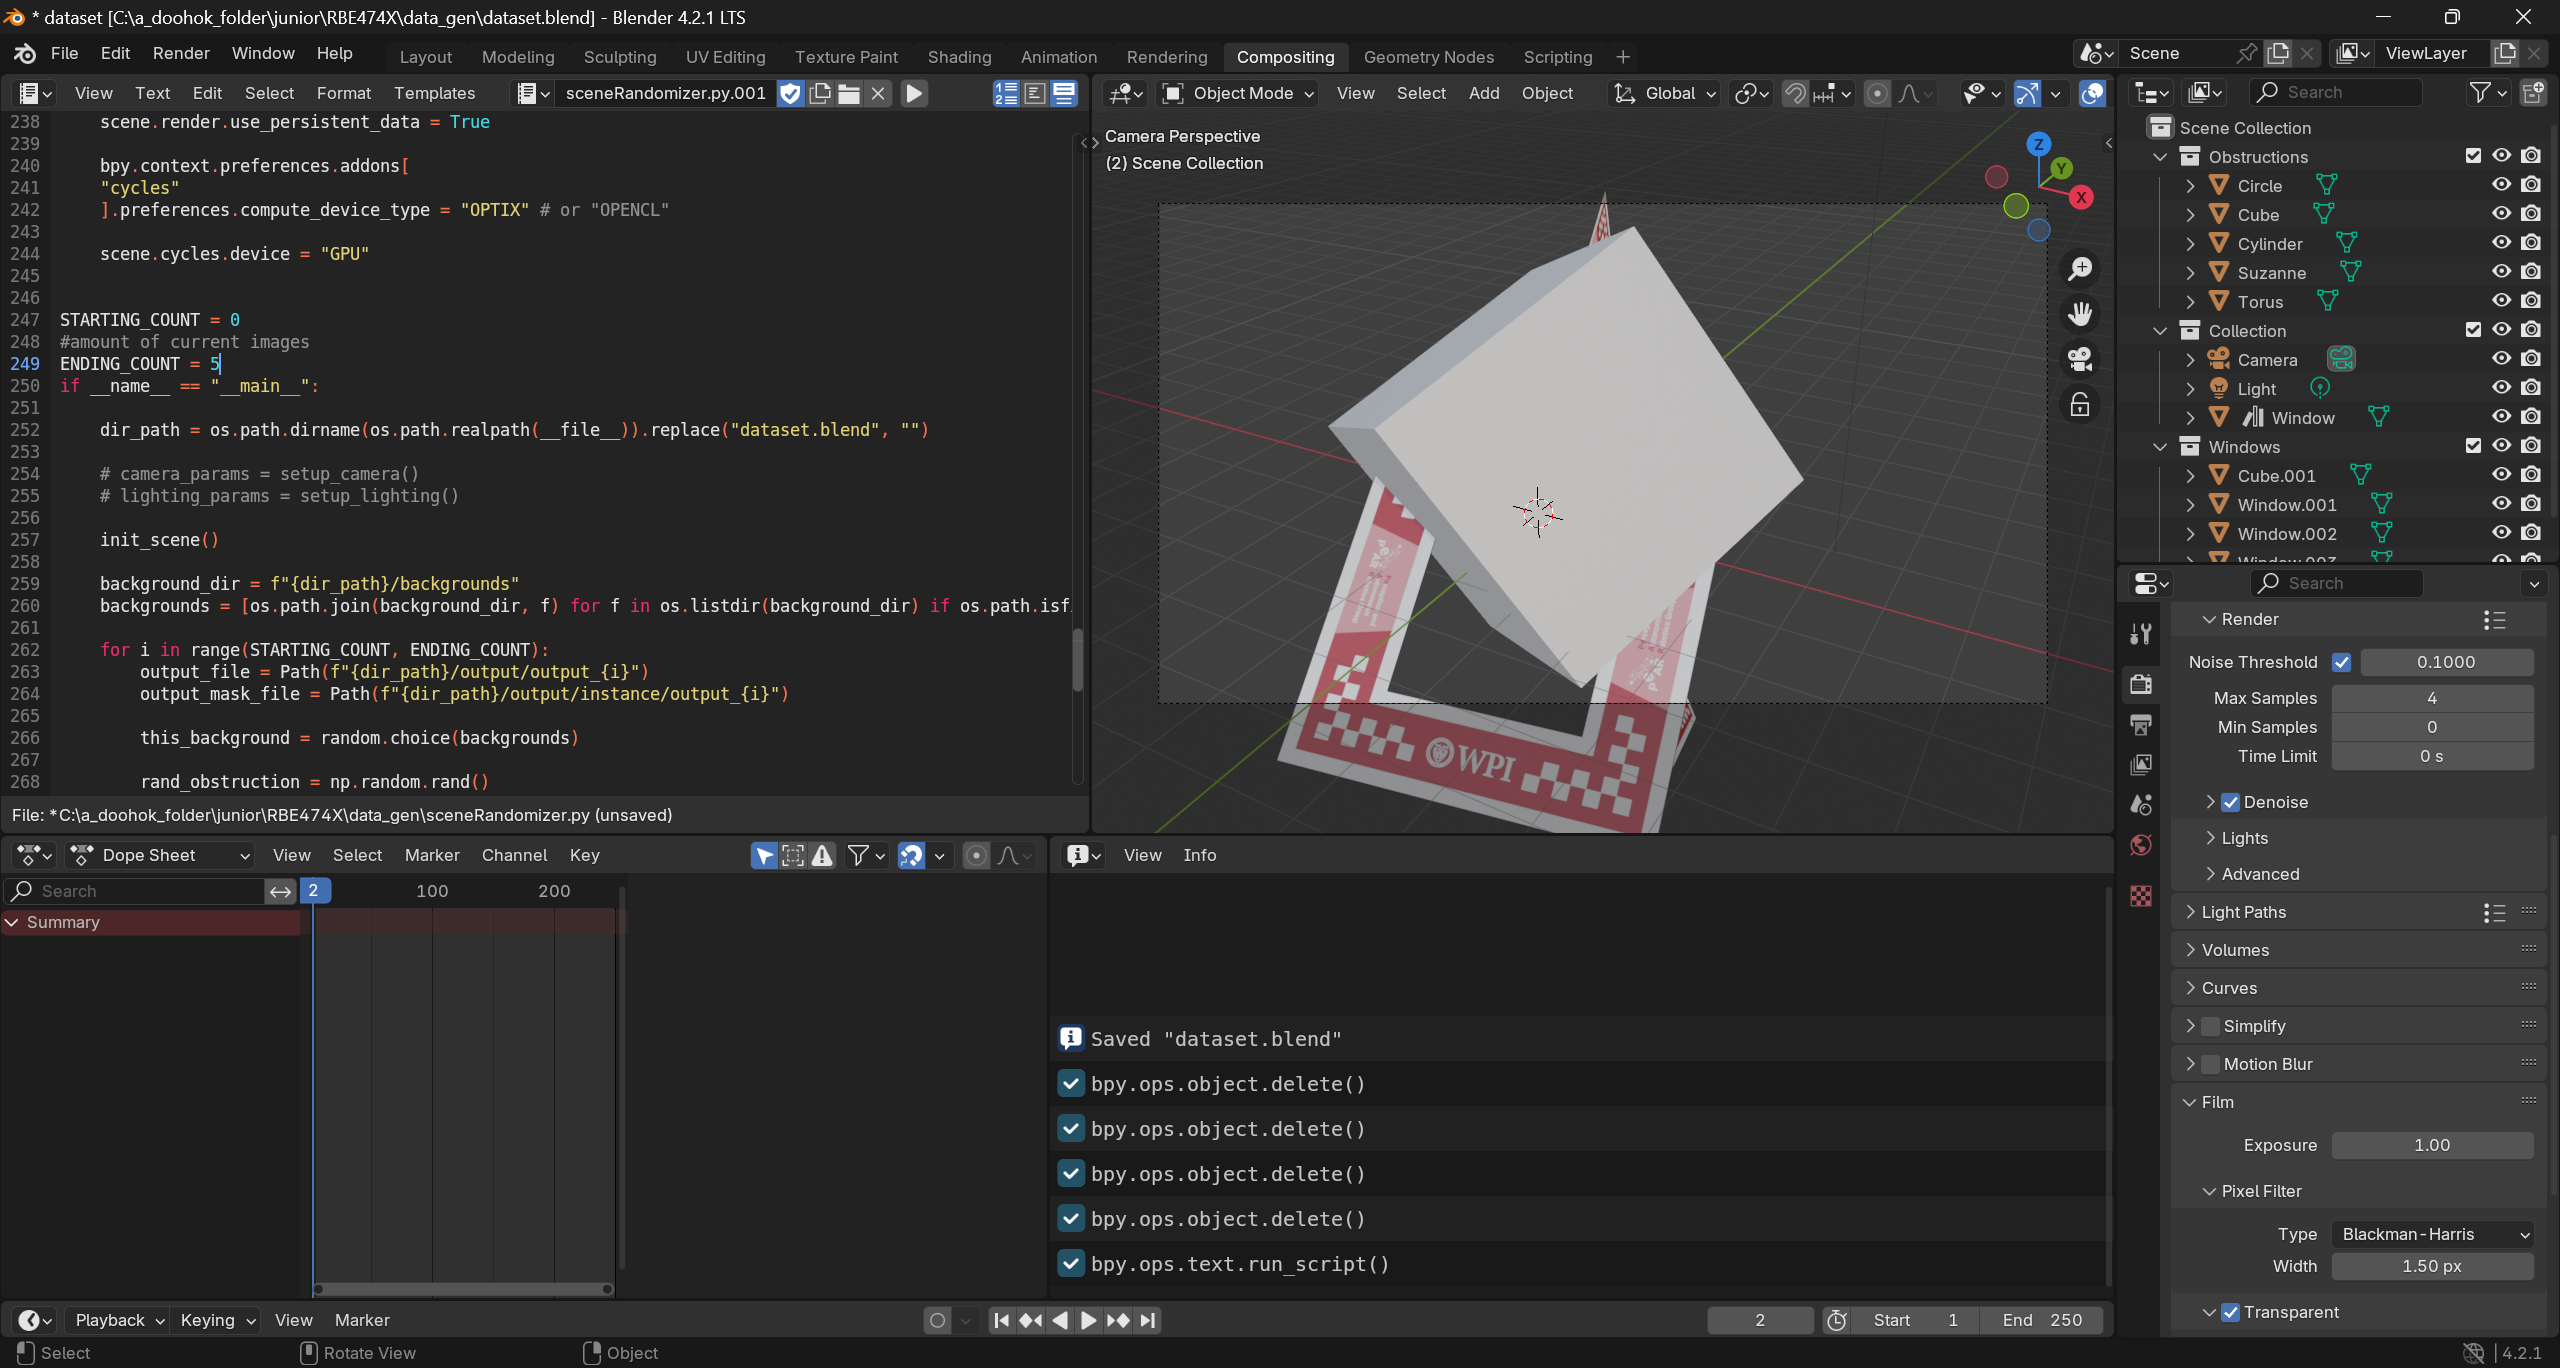 * dataset [C:\a_doohok_folder\junior\RBE474X\data_gen\dataset.blend] - Blender 4.2.1 LTS
File Edit Render Window Help Layout Modeling Sculpting UV Editing Texture Paint Shading Animation Rendering Compositing Geometry Nodes Scripting + Scene ViewLayer
View Text Edit Select Format Templates sceneRandomizer.py.001
238 scene.render.use_persistent_data = True
239
240 bpy.context.preferences.addons[
241 "cycles"
242 ].preferences.compute_device_type = "OPTIX" # or "OPENCL"
243
244 scene.cycles.device = "GPU"
245
246
247 STARTING_COUNT = 0
248 #amount of current images
249 ENDING_COUNT = 5
250 if __name__ == "__main__":
251
252 dir_path = os.path.dirname(os.path.realpath(__file__)).replace("dataset.blend", "")
253
254 # camera_params = setup_camera()
255 # lighting_params = setup_lighting()
256
257 init_scene()
258
259 background_dir = f"{dir_path}/backgrounds"
260 backgrounds = [os.path.join(background_dir, f) for f in os.listdir(background_dir) if os.path.isf
261
262 for i in range(STARTING_COUNT, ENDING_COUNT):
263 output_file = Path(f"{dir_path}/output/output_{i}")
264 output_mask_file = Path(f"{dir_path}/output/instance/output_{i}")
265
266 this_background = random.choice(backgrounds)
267
268 rand_obstruction = np.random.rand()
File: *C:\a_doohok_folder\junior\RBE474X\data_gen\sceneRandomizer.py (unsaved)
Object Mode View Select Add Object Global
Camera Perspective
(2) Scene Collection
Z
Y
X
PeAR
PeAR
WPI
Search
Scene Collection
Obstructions
Circle
Cube
Cylinder
Suzanne
Torus
Collection
Camera
Light
Window
Windows
Cube.001
Window.001
Window.002
Window.003
Search
Render
Noise Threshold 0.1000
Max Samples 4
Min Samples 0
Time Limit 0 s
Denoise
Lights
Advanced
Light Paths
Volumes
Curves
Simplify
Motion Blur
Film
Exposure 1.00
Pixel Filter
Type Blackman-Harris
Width 1.50 px
Transparent
Dope Sheet View Select Marker Channel Key
Search 2 100 200
Summary
View Info
Saved "dataset.blend"
bpy.ops.object.delete()
bpy.ops.object.delete()
bpy.ops.object.delete()
bpy.ops.object.delete()
bpy.ops.text.run_script()
Playback Keying View Marker 2 Start 1 End 250
Select Rotate View Object 4.2.1